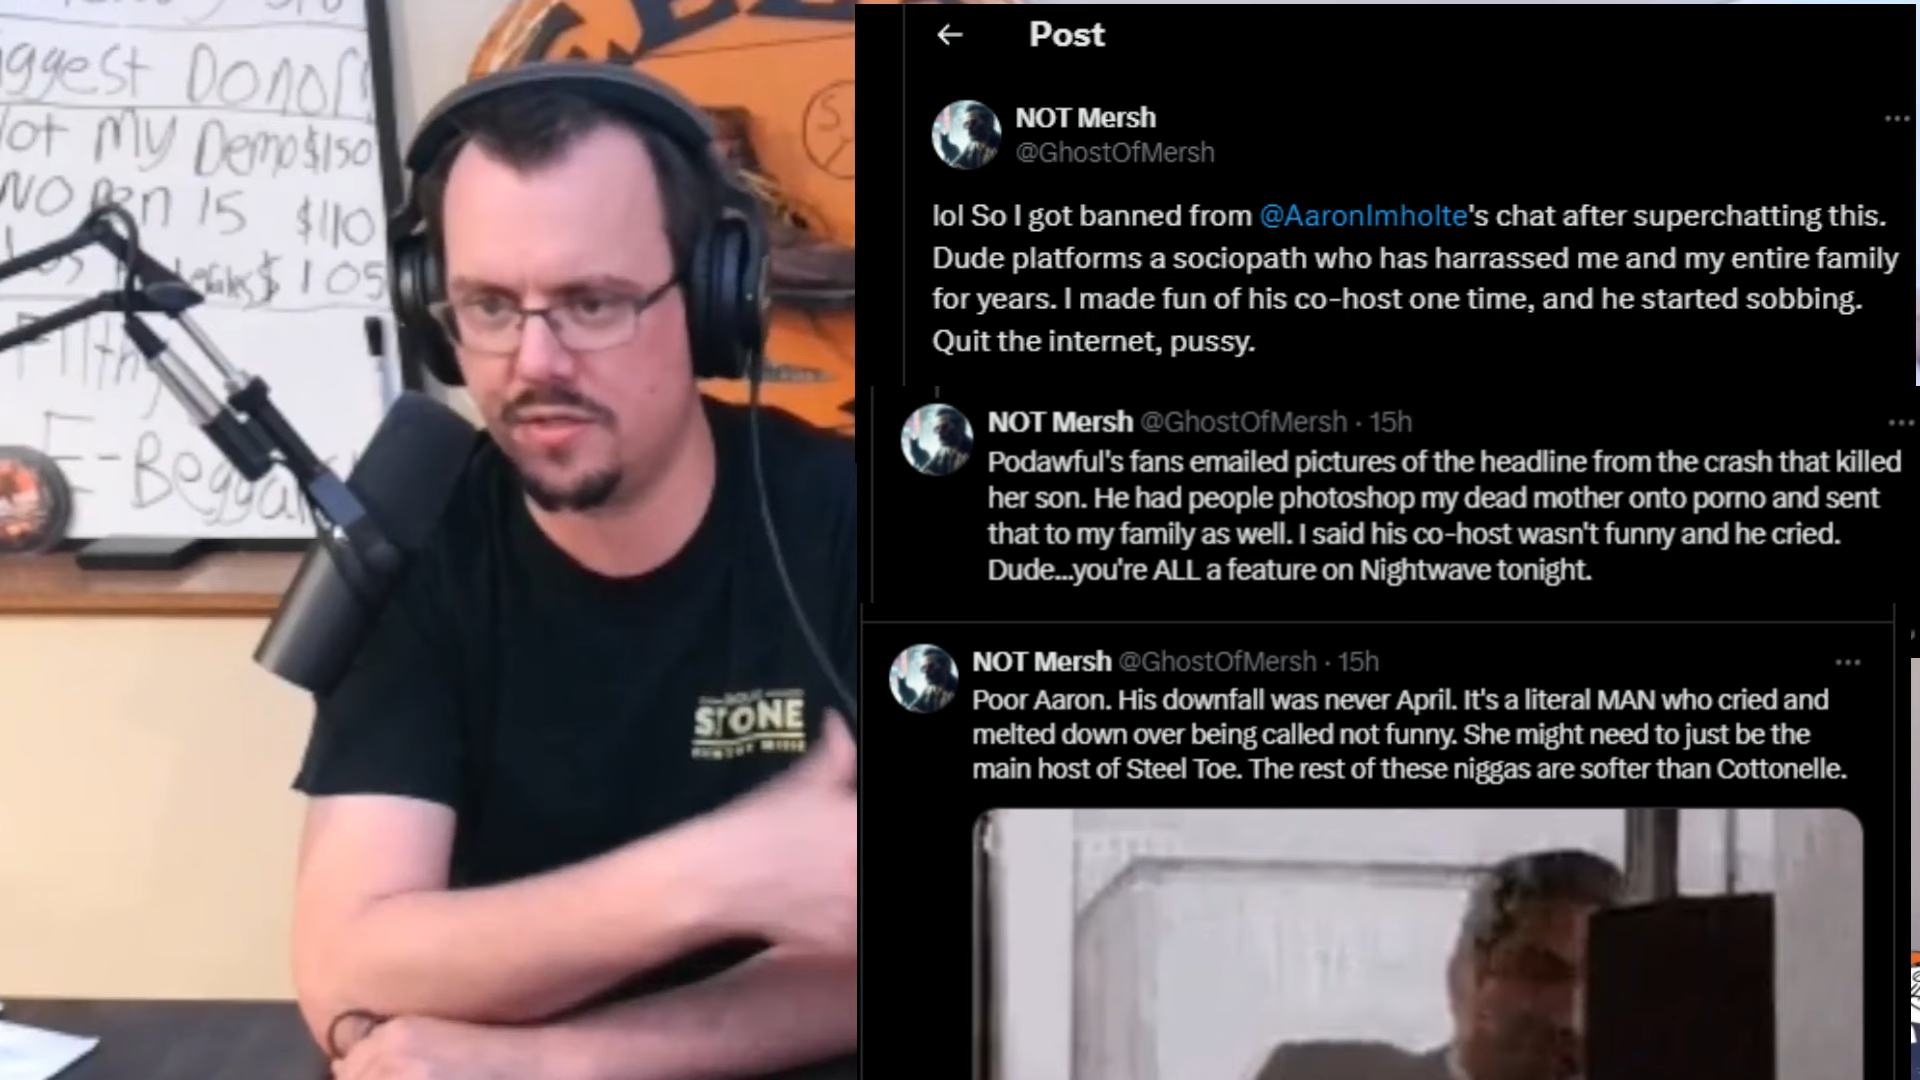 DONOR
My Demo $150
NO Pen 15 $110
$105
STONE
Post
NOT Mersh
@GhostOfMersh
lol So I got banned from @AaronImholte's chat after superchatting this.
Dude platforms a sociopath who has harrassed me and my entire family
for years. I made fun of his co-host one time, and he started sobbing.
Quit the internet, pussy.
NOT Mersh @GhostOfMersh · 15h
Podawful's fans emailed pictures of the headline from the crash that killed
her son. He had people photoshop my dead mother onto porno and sent
that to my family as well. I said his co-host wasn't funny and he cried.
Dude...you're ALL a feature on Nightwave tonight.
NOT Mersh @GhostOfMersh · 15h
Poor Aaron. His downfall was never April. It's a literal MAN who cried and
melted down over being called not funny. She might need to just be the
main host of Steel Toe. The rest of these niggas are softer than Cottonelle.